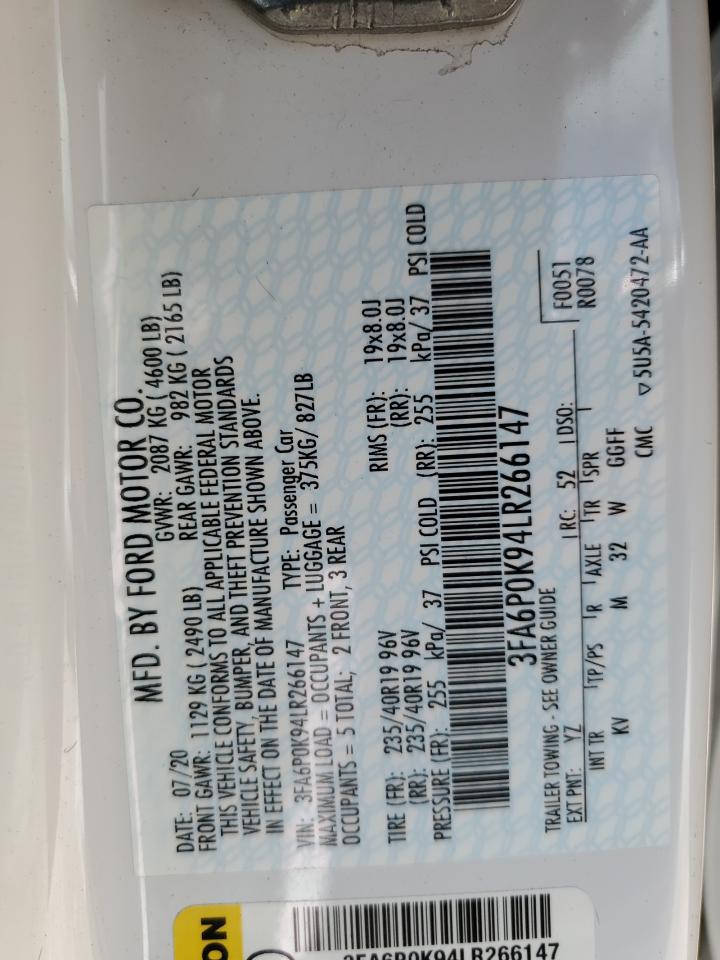 MFD. BY FORD MOTOR CO.
DATE: 07/20 GVWR: 2087 KG ( 4600 LB)
FRONT GAWR: 1129 KG ( 2490 LB) REAR GAWR: 982 KG ( 2165 LB)
THIS VEHICLE CONFORMS TO ALL APPLICABLE FEDERAL MOTOR
VEHICLE SAFETY, BUMPER, AND THEFT PREVENTION STANDARDS
IN EFFECT ON THE DATE OF MANUFACTURE SHOWN ABOVE.
VIN: 3FA6P0K94LR266147 TYPE: Passenger Car
MAXIMUM LOAD = OCCUPANTS + LUGGAGE = 375KG/ 827LB
OCCUPANTS = 5 TOTAL; 2 FRONT, 3 REAR
TIRE (FR): 235/40R19 96V RIMS (FR): 19x8.0J
(RR): 235/40R19 96V (RR): 19x8.0J
PRESSURE (FR): 255 kPa/ 37 PSI COLD (RR): 255 kPa/ 37 PSI COLD
3FA6P0K94LR266147
TRAILER TOWING - SEE OWNER GUIDE F0051
EXT PNT: YZ RC: 52 DSO: R0078
INT TR TP/PS R AXLE TR SPR
KV M 32 W GGFF
CMC ▽5U5A-5420472-AA
ON
3FA6P0K94LR266147